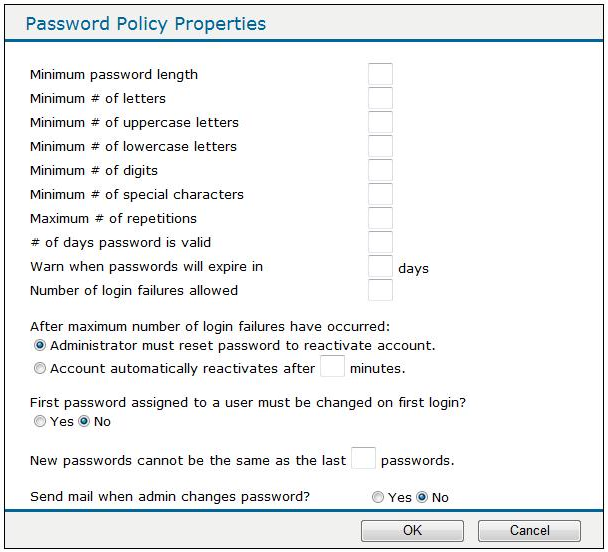 Password Policy Properties
Minimum password length
Minimum # of letters
Minimum # of uppercase letters
Minimum # of lowercase letters
Minimum # of digits
Minimum # of special characters
Maximum # of repetitions
# of days password is valid
Warn when passwords will expire in days
Number of login failures allowed
After maximum number of login failures have occurred:
Administrator must reset password to reactivate account.
Account automatically reactivates after minutes.
First password assigned to a user must be changed on first login?
Yes No
New passwords cannot be the same as the last passwords.
Send mail when admin changes password? Yes No
OK Cancel